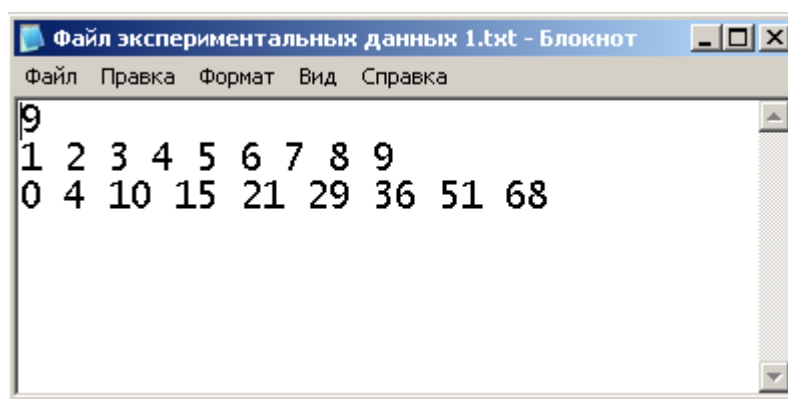 Файл экспериментальных данных 1.txt - Блокнот
Файл Правка Формат Вид Справка
9
1 2 3 4 5 6 7 8 9
0 4 10 15 21 29 36 51 68